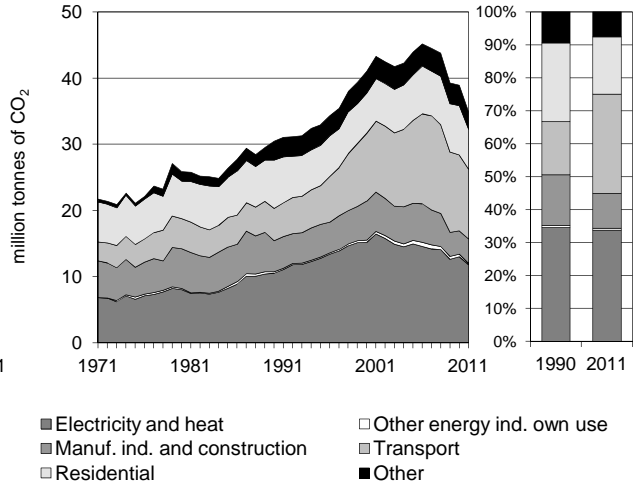 million tonnes of CO2
50
40
30
20
10
0
1971 1981 1991 2001 2011
100%
90%
80%
70%
60%
50%
40%
30%
20%
10%
0%
1990 2011
Electricity and heat
Other energy ind. own use
Manuf. ind. and construction
Transport
Residential
Other